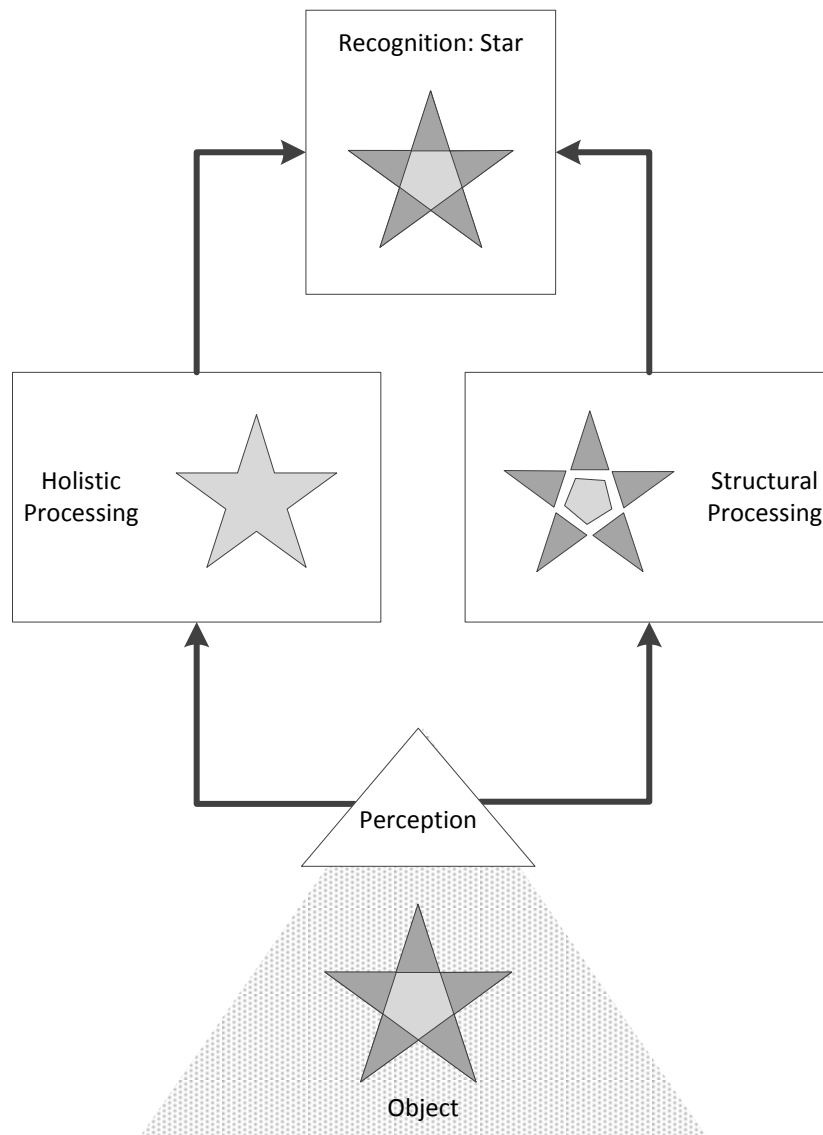 Recognition: Star
Holistic
Processing
Structural
Processing
Perception
Object